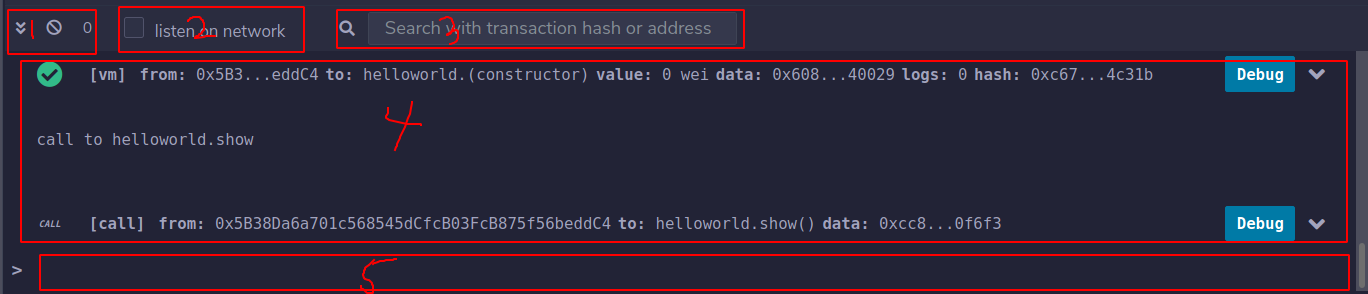 1 0 2 listen on network 3 Search with transaction hash or address
[vm] from: 0x5B3...eddC4 to: helloworld.(constructor) value: 0 wei data: 0x608...40029 logs: 0 hash: 0xc67...4c31b Debug
4
call to helloworld.show
CALL [call] from: 0x5B38Da6a701c568545dCfcB03FcB875f56beddC4 to: helloworld.show() data: 0xcc8...0f6f3 Debug
> 5